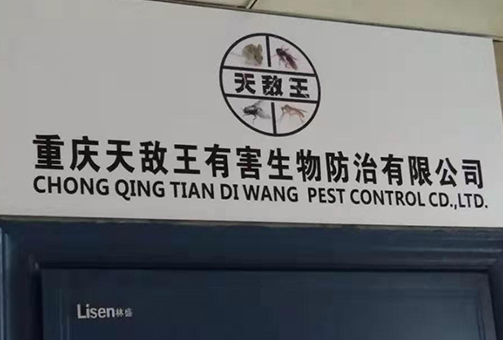 天敌王
重庆天敌王有害生物防治有限公司
CHONG QING TIAN DI WANG PEST CONTROL CD.,LTD.
Lisen林盛